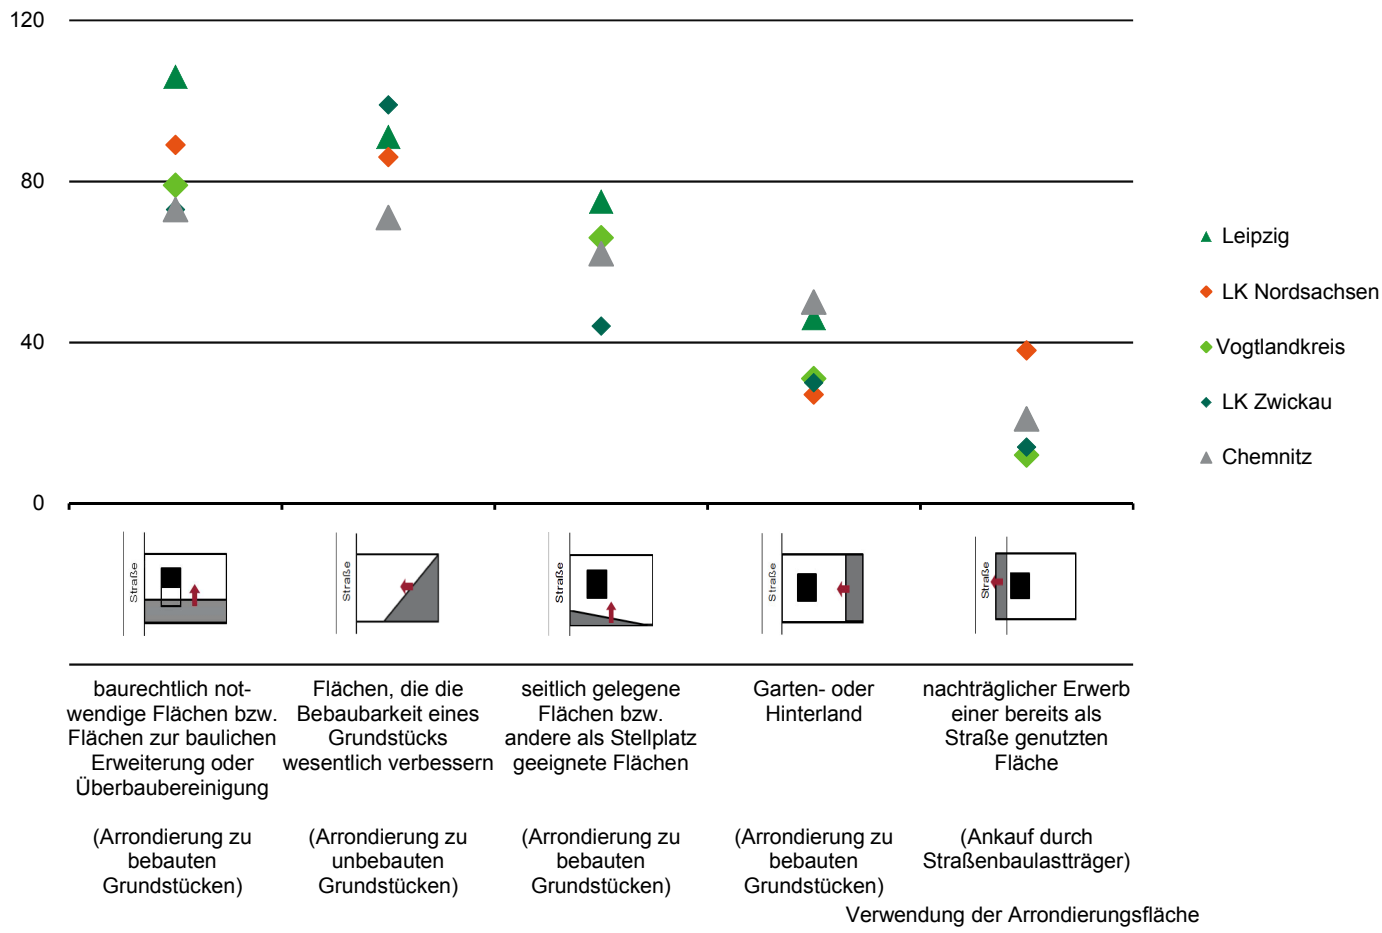 120
80
40
0
Leipzig
LK Nordsachsen
Vogtlandkreis
LK Zwickau
Chemnitz
Straße
Straße
Straße
Straße
Straße
baurechtlich not-
wendige Flächen bzw.
Flächen zur baulichen
Erweiterung oder
Überbaubereinigung
(Arrondierung zu
bebauten
Grundstücken)
Flächen, die die
Bebaubarkeit eines
Grundstücks
wesentlich verbessern
(Arrondierung zu
unbebauten
Grundstücken)
seitlich gelegene
Flächen bzw.
andere als Stellplatz
geeignete Flächen
(Arrondierung zu
bebauten
Grundstücken)
Garten- oder
Hinterland
(Arrondierung zu
bebauten
Grundstücken)
nachträglicher Erwerb
einer bereits als
Straße genutzten
Fläche
(Ankauf durch
Straßenbaulastträger)
Verwendung der Arrondierungsfläche